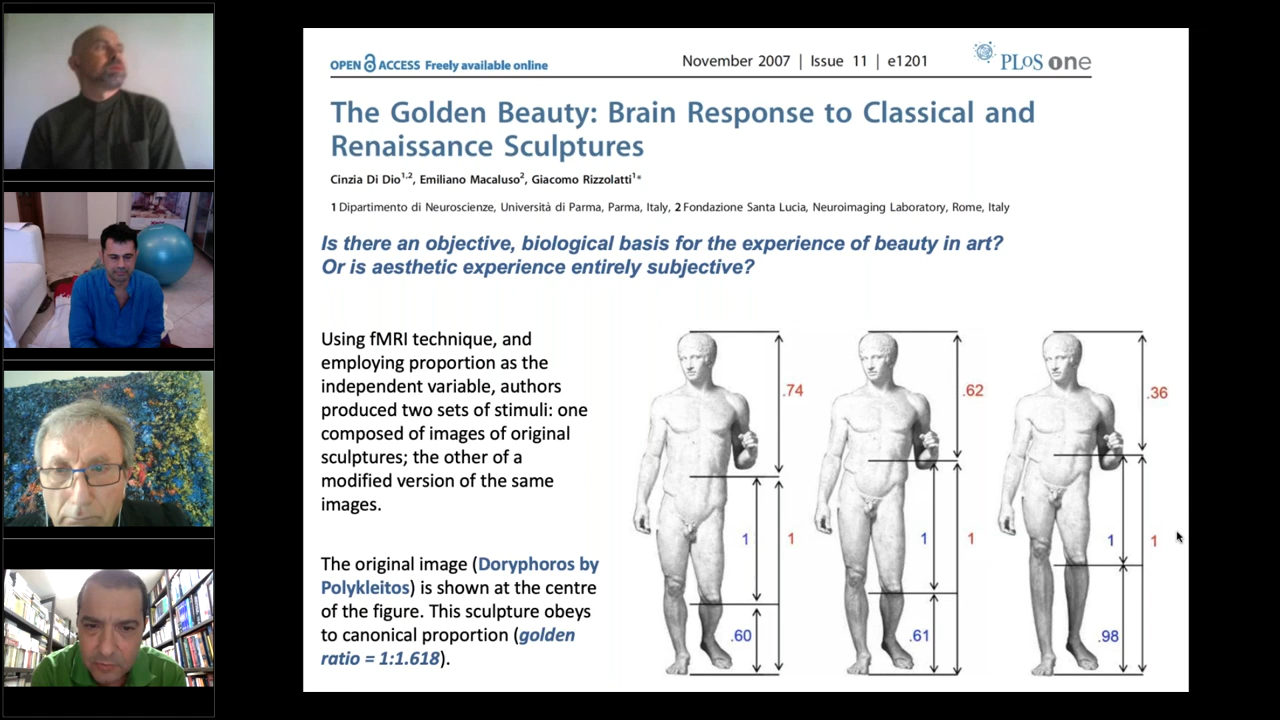 OPEN ACCESS Freely available online
November 2007 | Issue 11 | e1201
PLoS one
The Golden Beauty: Brain Response to Classical and
Renaissance Sculptures
Cinzia Di Dio1,2, Emiliano Macaluso2, Giacomo Rizzolatti1*
1 Dipartimento di Neuroscienze, Università di Parma, Parma, Italy, 2 Fondazione Santa Lucia, Neuroimaging Laboratory, Rome, Italy
Is there an objective, biological basis for the experience of beauty in art?
Or is aesthetic experience entirely subjective?
Using fMRI technique, and
employing proportion as the
independent variable, authors
produced two sets of stimuli: one
composed of images of original
sculptures; the other of a
modified version of the same
images.
The original image (Doryphoros by
Polykleitos) is shown at the centre
of the figure. This sculpture obeys
to canonical proportion (golden
ratio = 1:1.618).
.74 .62 .36
1 1 1 1 1 1
.60 .61 .98